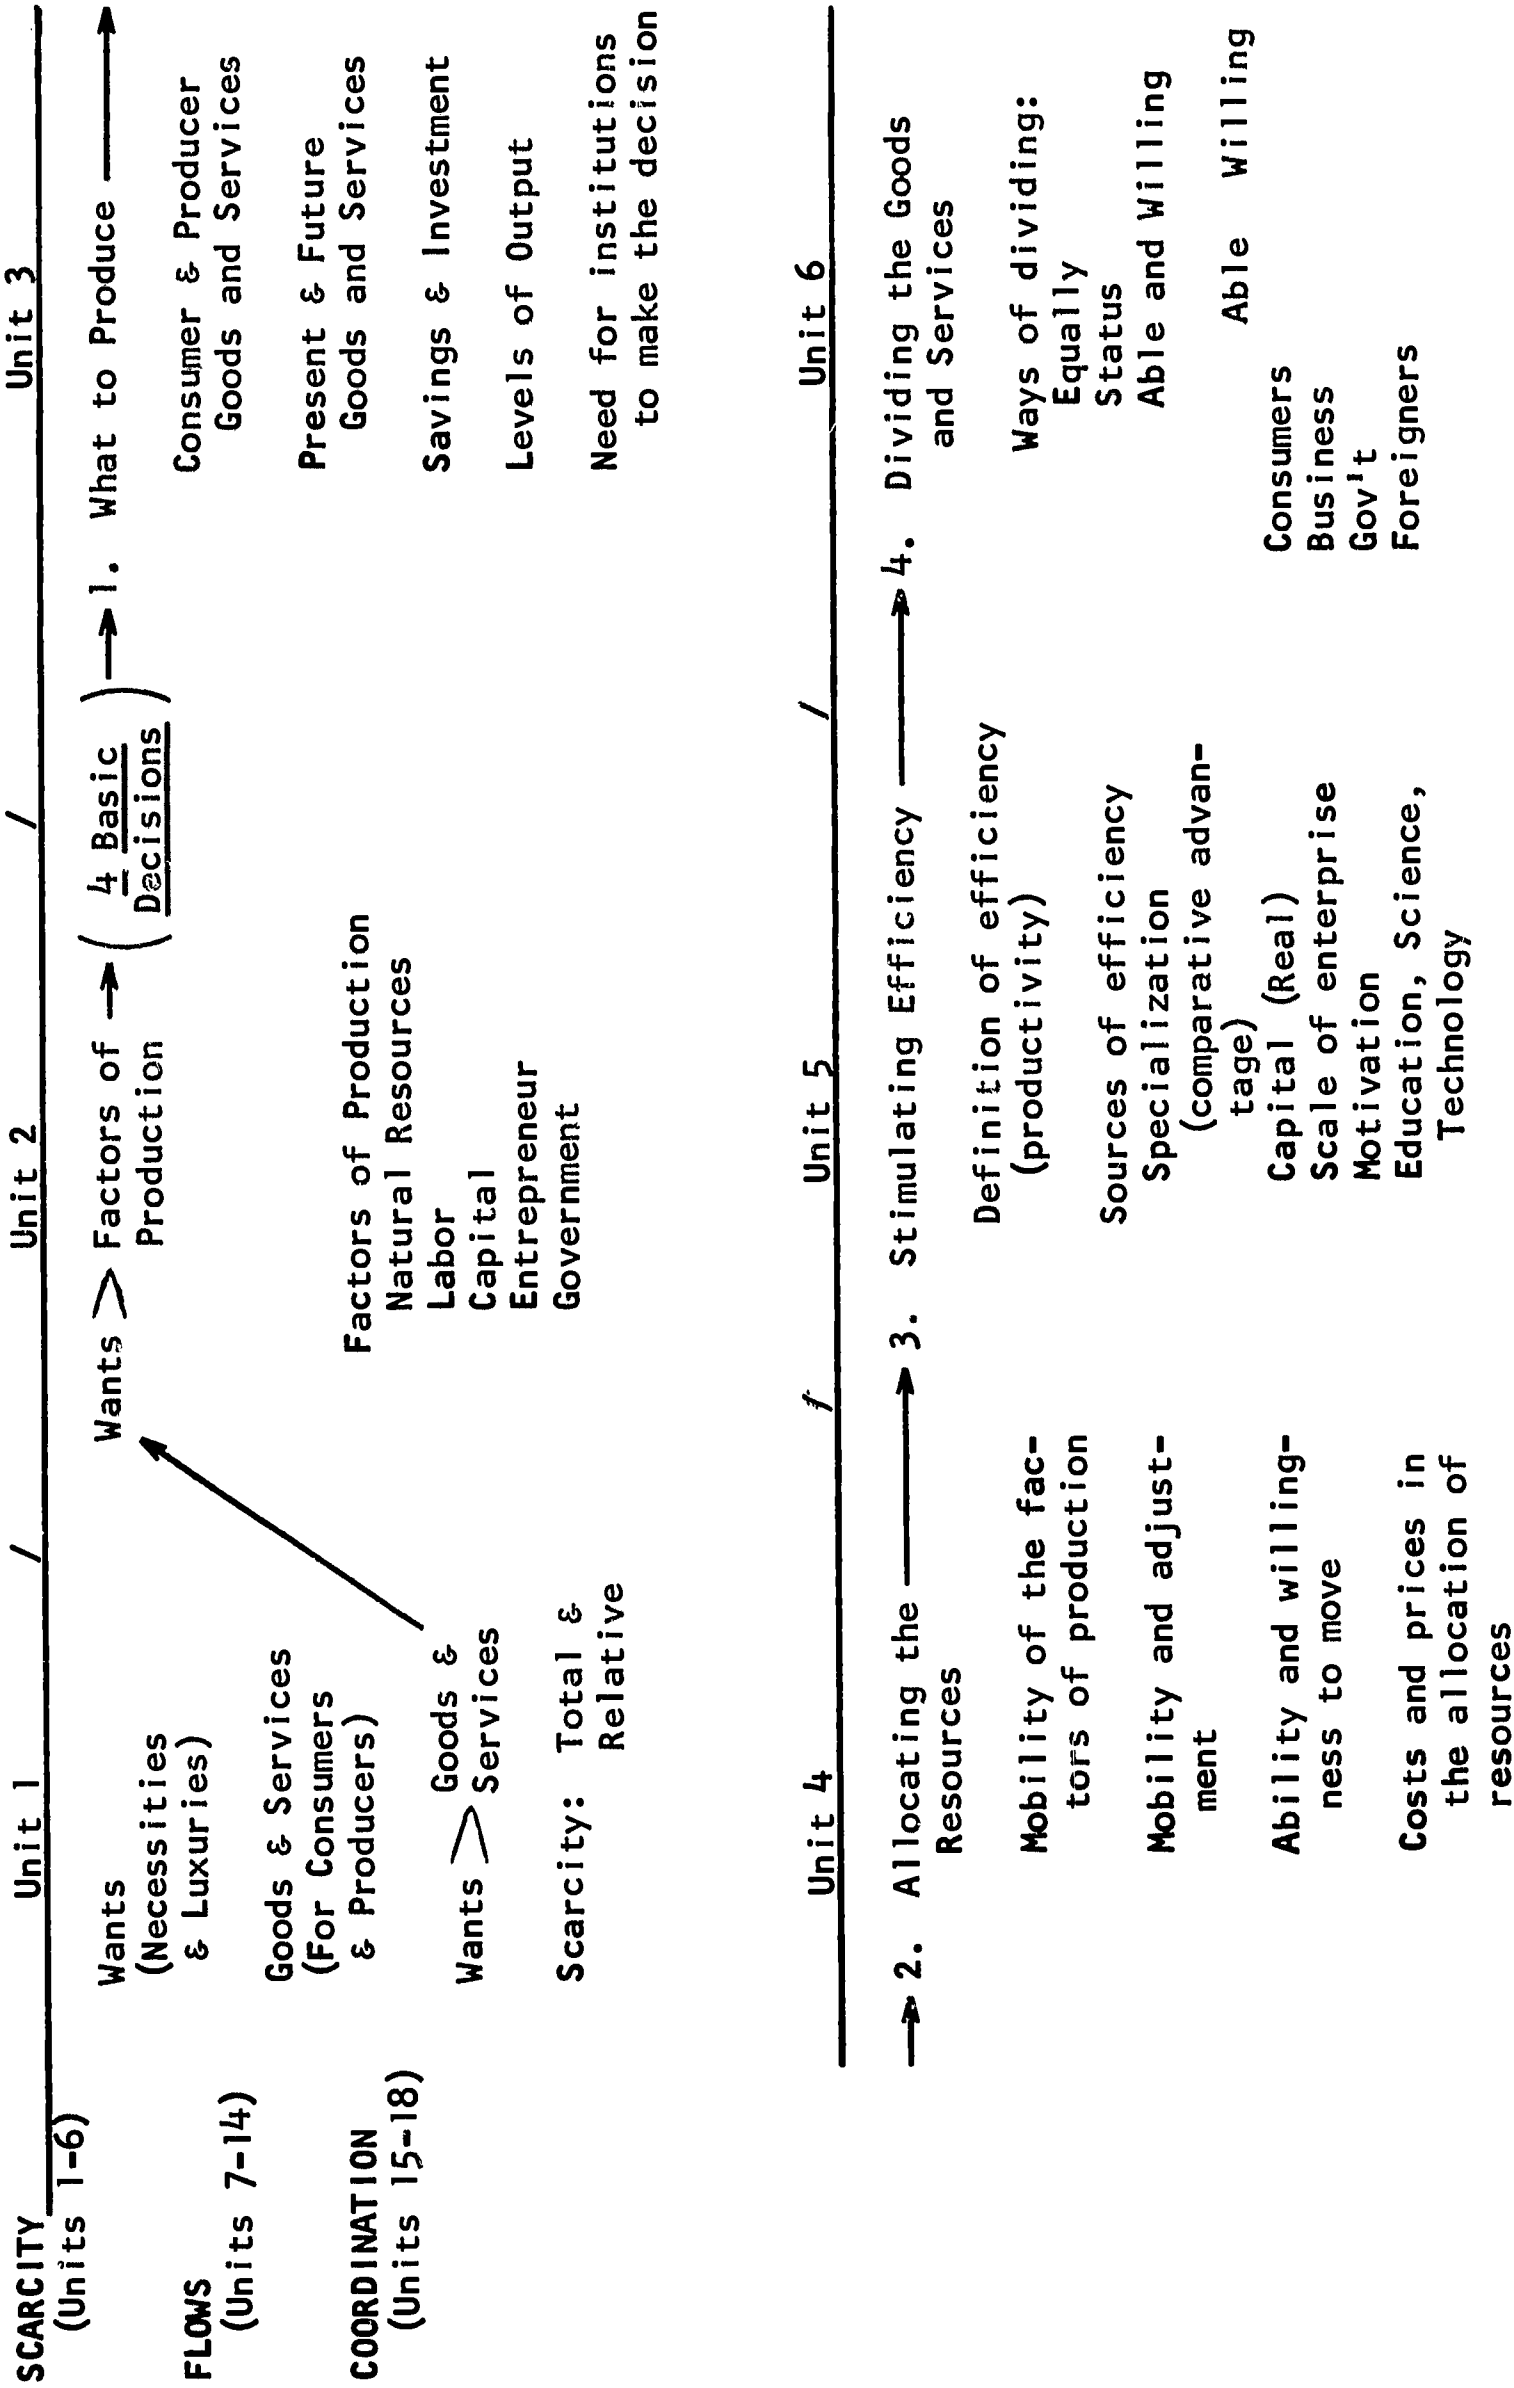 SCARCITY
(Units 1-6)
FLOWS
(Units 7-14)
COORDINATION
(Units 15-18)
Unit 1
Wants
(Necessities
& Luxuries)
Goods & Services
(For Consumers
& Producers)
Wants > Goods &
Services
Scarcity: Total &
Relative
/
Unit 2
Wants > Factors of
Production
Factors of Production
Natural Resources
Labor
Capital
Entrepreneur
Government
/
( 4 Basic
Decisions )
Unit 3
1. What to Produce
Consumer & Producer
Goods and Services
Present & Future
Goods and Services
Savings & Investment
Levels of Output
Need for institutions
to make the decision
Unit 4
2. Allocating the
Resources
Mobility of the fac-
tors of production
Mobility and adjust-
ment
Ability and willing-
ness to move
Costs and prices in
the allocation of
resources
/
Unit 5
3. Stimulating Efficiency
Definition of efficiency
(productivity)
Sources of efficiency
Specialization
(comparative advan-
tage)
Capital (Real)
Scale of enterprise
Motivation
Education, Science,
Technology
/
Unit 6
4. Dividing the Goods
and Services
Ways of dividing:
Equally
Status
Able and Willing
Able Willing
Consumers
Business
Gov't
Foreigners